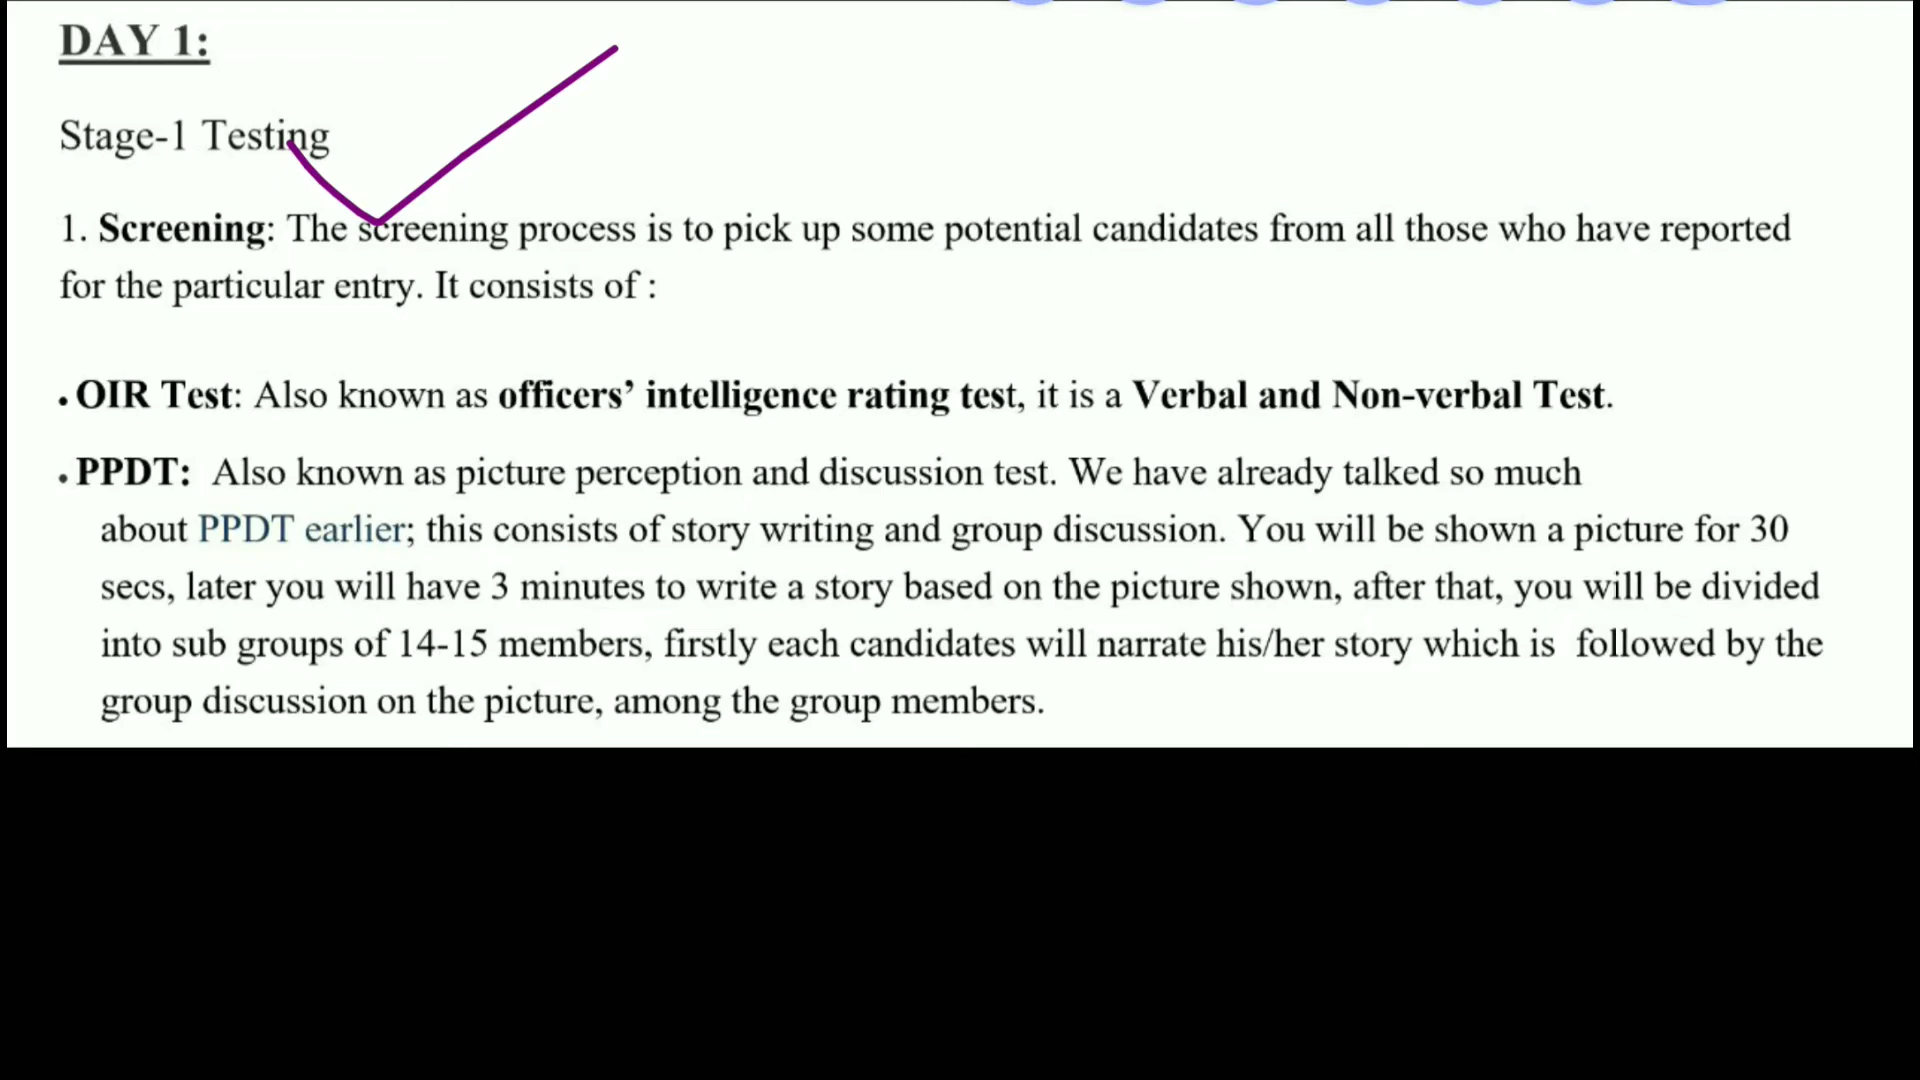 DAY 1:
Stage-1 Testing
1. Screening: The screening process is to pick up some potential candidates from all those who have reported
for the particular entry. It consists of :
• OIR Test: Also known as officers’ intelligence rating test, it is a Verbal and Non-verbal Test.
• PPDT:  Also known as picture perception and discussion test. We have already talked so much
about PPDT earlier; this consists of story writing and group discussion. You will be shown a picture for 30
secs, later you will have 3 minutes to write a story based on the picture shown, after that, you will be divided
into sub groups of 14-15 members, firstly each candidates will narrate his/her story which is  followed by the
group discussion on the picture, among the group members.